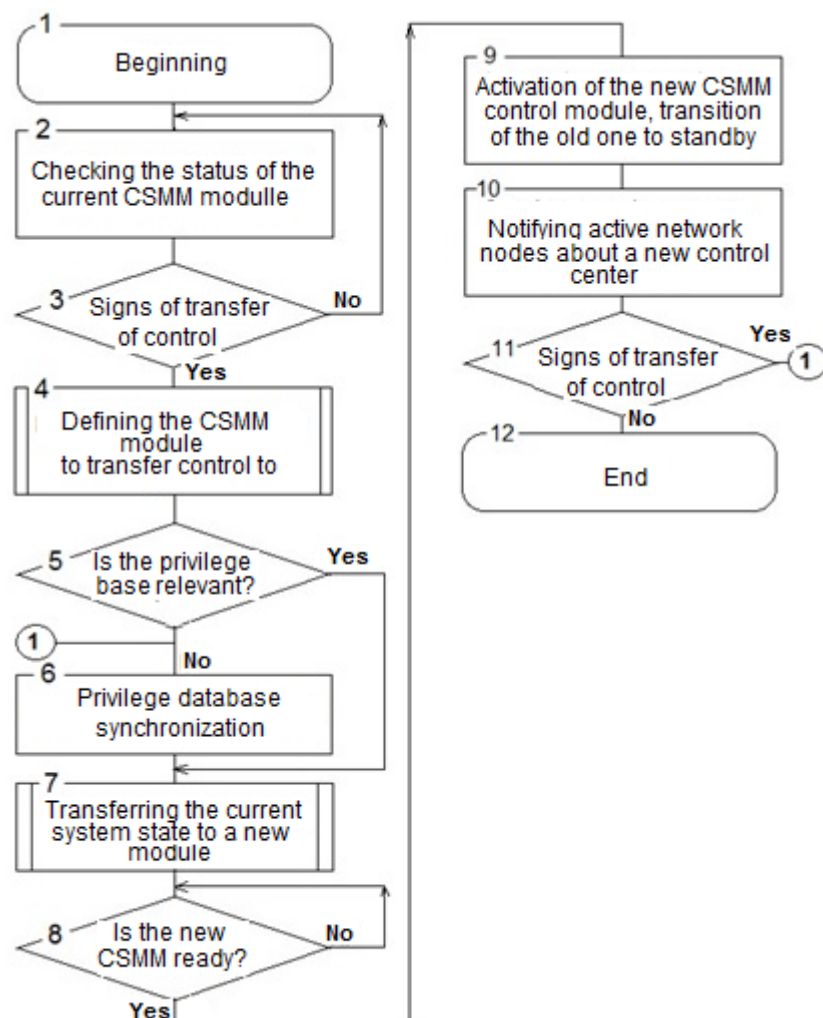 1
Beginning
2
Checking the status of the
current CSMM modulle
3
Signs of transfer
of control
No
Yes
4
Defining the CSMM
module
to transfer control to
5
Is the privilege
base relevant?
Yes
1
No
6
Privilege database
synchronization
7
Transferring the current
system state to a new
module
8
Is the new
CSMM ready?
No
Yes
9
Activation of the new CSMM
control module, transition
of the old one to standby
10
Notifying active network
nodes about a new control
center
11
Signs of transfer
of control
Yes
1
No
12
End